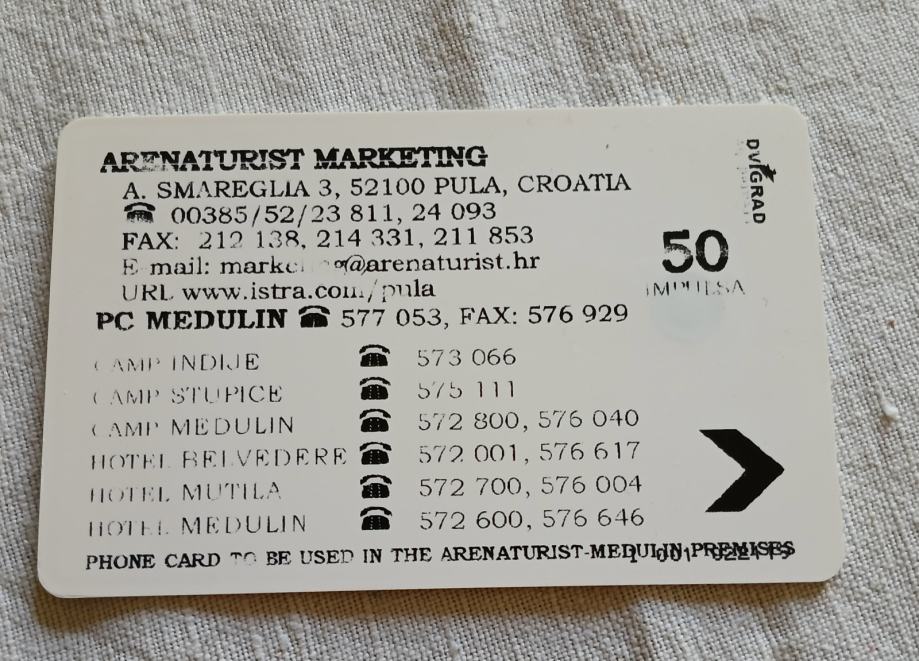 ARENATURIST MARKETING
A. SMAREGLIA 3, 52100 PULA, CROATIA
00385/52/23 811, 24 093
FAX: 212 138, 214 331, 211 853
E-mail: marketing@arenaturist.hr
URL www.istra.com/pula
PC MEDULIN 577 053, FAX: 576 929
CAMP INDIJE 573 066
CAMP STUPICE 575 111
CAMP MEDULIN 572 800, 576 040
HOTEL BELVEDERE 572 001, 576 617
HOTEL MUTILA 572 700, 576 004
HOTEL MEDULIN 572 600, 576 646
PHONE CARD TO BE USED IN THE ARENATURIST-MEDULIN PREMISES
DVIGRAD
50
IMPULSA